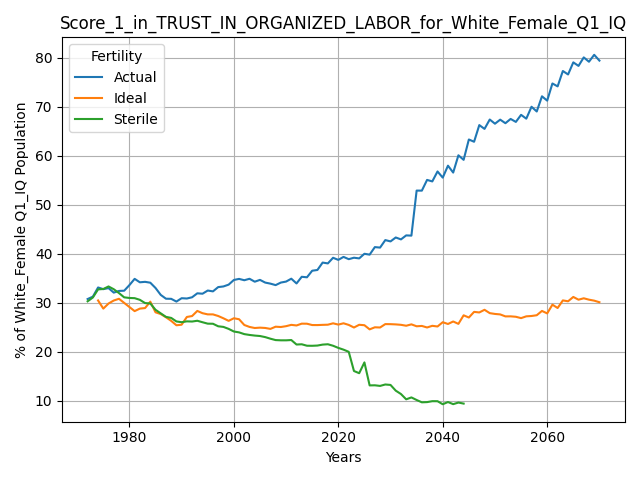 Score_1_in_TRUST_IN_ORGANIZED_LABOR_for_White_Female_Q1_IQ
Fertility
Actual
Ideal
Sterile
% of White_Female Q1_IQ Population
80
70
60
50
40
30
20
10
1980
2000
2020
2040
2060
Years